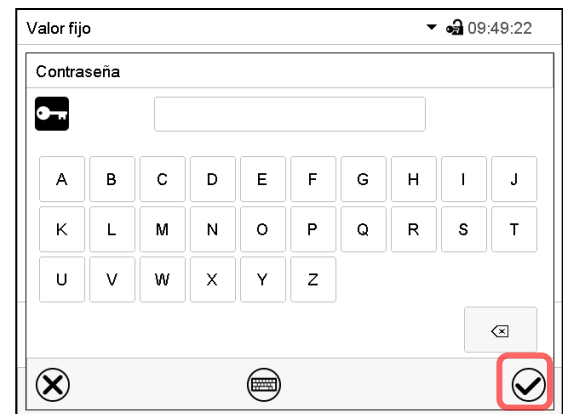 Valor fijo 09:49:22
Contraseña
A B C D E F G H I J
K L M N O P Q R S T
U V W X Y Z